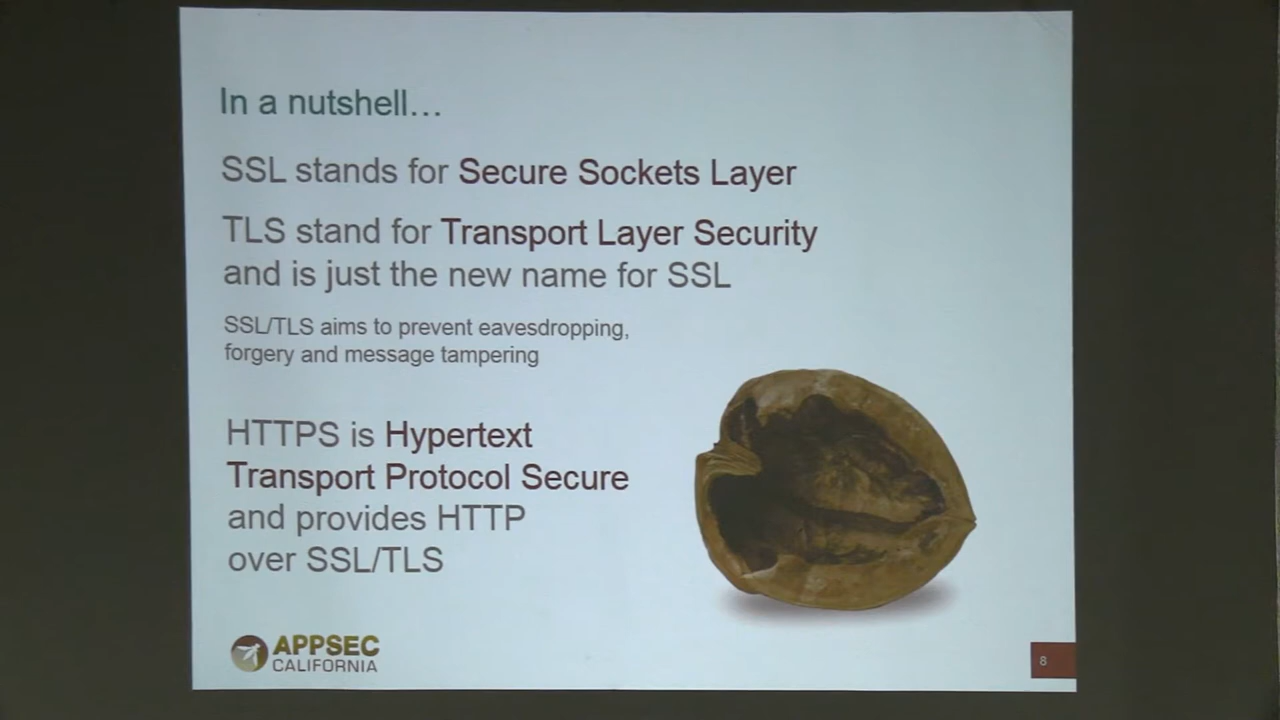 In a nutshell…
SSL stands for Secure Sockets Layer
TLS stand for Transport Layer Security
and is just the new name for SSL
SSL/TLS aims to prevent eavesdropping,
forgery and message tampering
HTTPS is Hypertext
Transport Protocol Secure
and provides HTTP
over SSL/TLS
APPSEC
CALIFORNIA
8